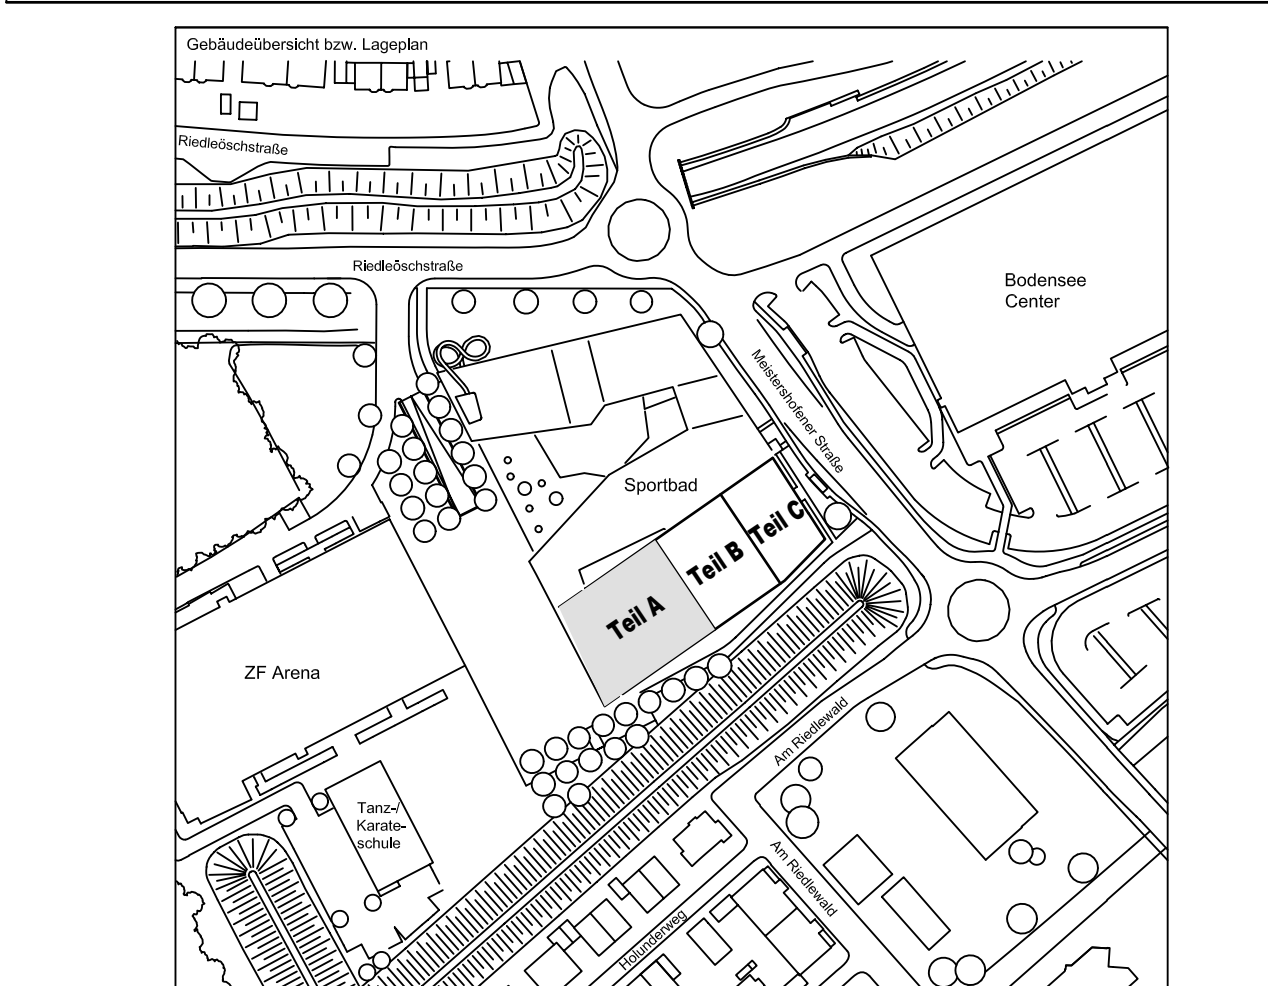 Gebäudeübersicht bzw. Lageplan
Riedleöschstraße
Riedleöschstraße
Bodensee
Center
Meistershofener Straße
Sportbad
Teil C
Teil B
Teil A
ZF Arena
Am Riedlewald
Tanz-/
Karate-
schule
Am Riedlewald
Holunderweg